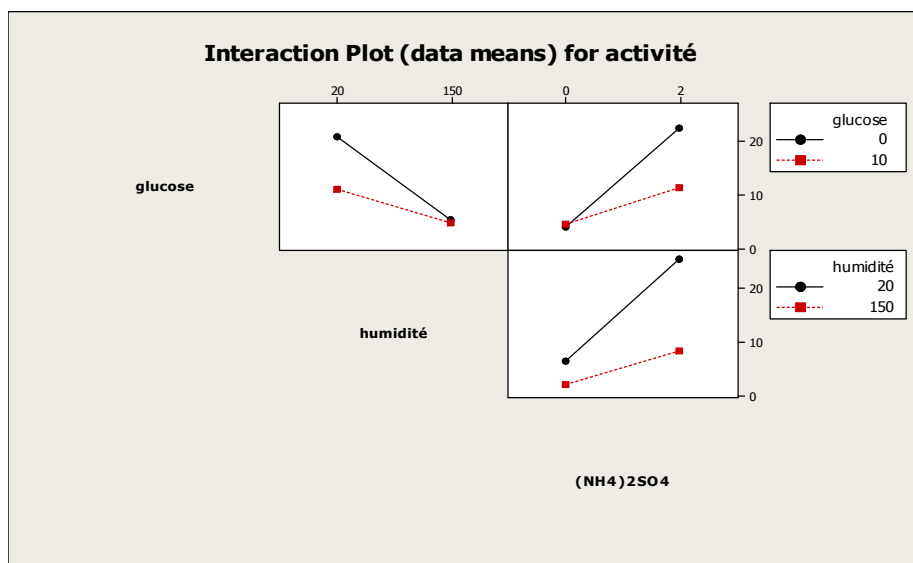 Interaction Plot (data means) for activité
20 150 0 2
glucose
0
10
20
10
0
glucose
humidité
20
150
20
10
0
humidité
(NH4)2SO4